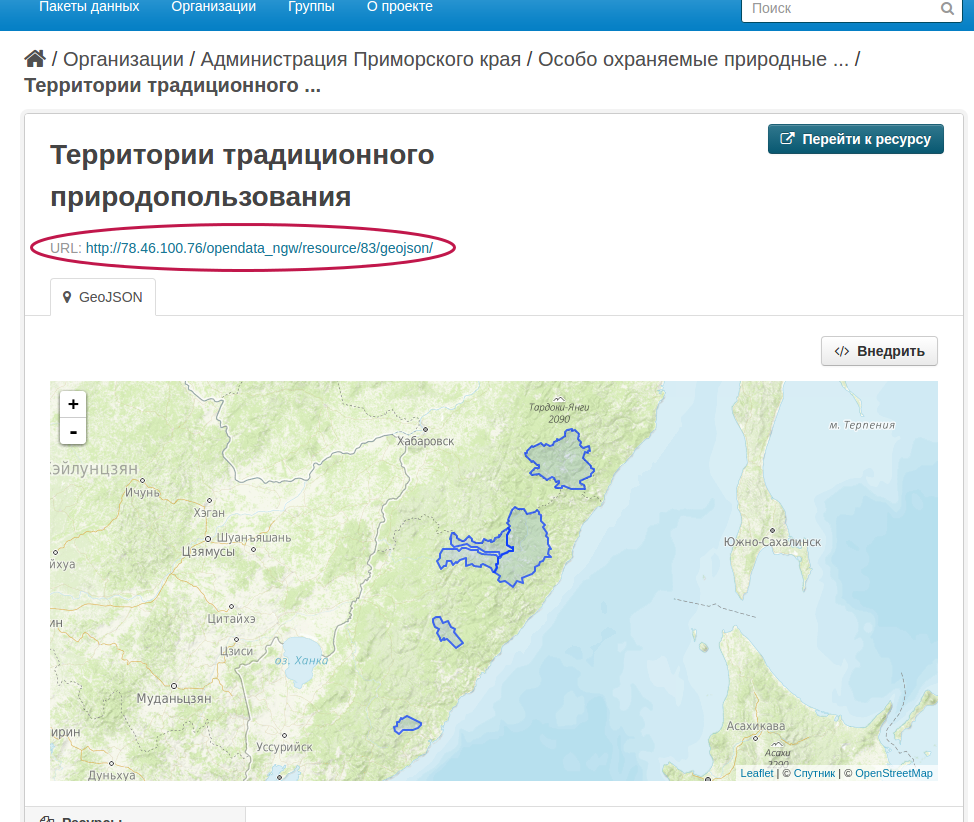 Пакеты данных Организации Группы О проекте Поиск
/ Организации / Администрация Приморского края / Особо охраняемые природные ... /
Территории традиционного ...
Перейти к ресурсу
Территории традиционного
природопользования
URL: http://78.46.100.76/opendata_ngw/resource/83/geojson/
GeoJSON
</> Внедрить
+
-
Тардоки-Янги
2090
м. Терпения
Хабаровск
ЭЙЛУНЦЗЯН
Ичунь
Хэган
Шуанъяшань
Цзямусы
йхуа
Южно-Сахалинск
ин
Цитайхэ
Цзиси
оз. Ханка
Муданьцзян
ирин
Уссурийск
Асахикава
Асахи
2290
Дуньхуа
Leaflet | © Спутник | © OpenStreetMap
Ресурсы